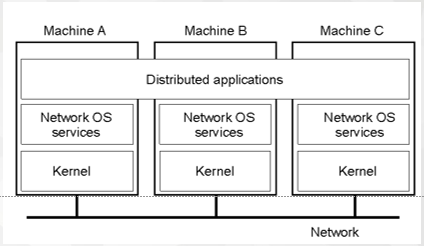 Machine A
Machine B
Machine C
Distributed applications
Network OS
services
Network OS
services
Network OS
services
Kernel
Kernel
Kernel
Network